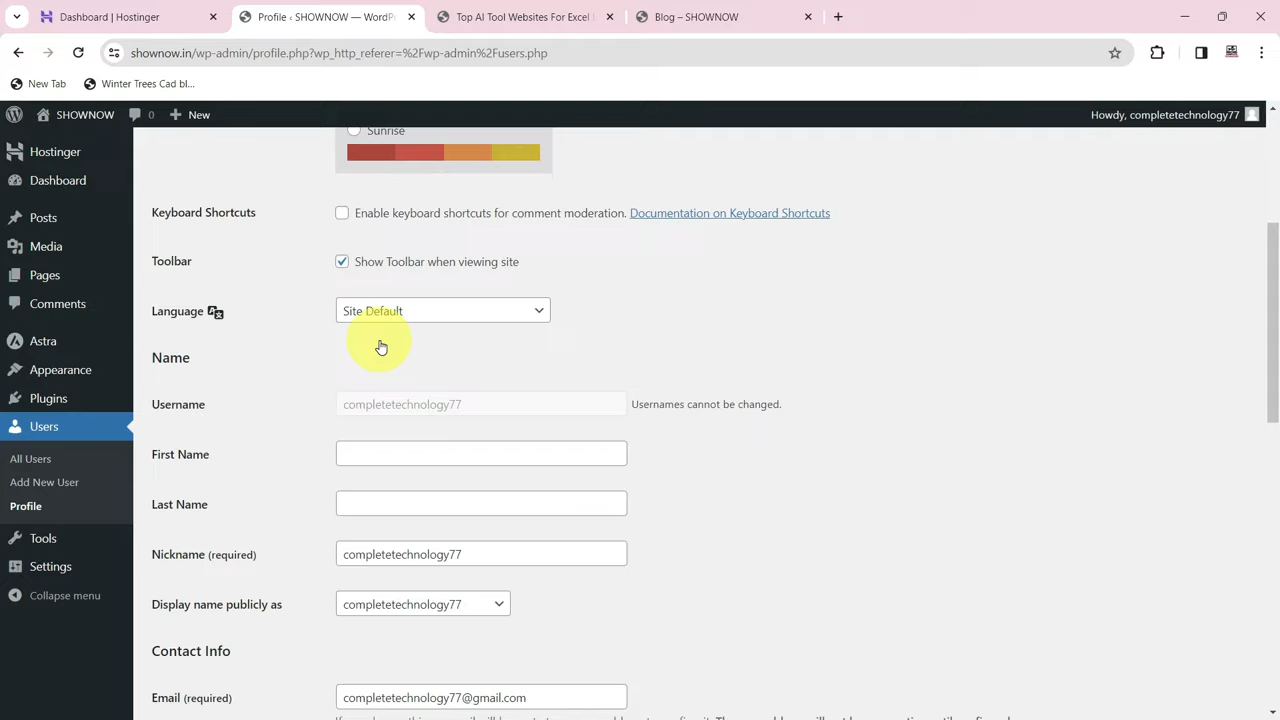 Dashboard | Hostinger
Profile ‹ SHOWNOW — WordPr
Top AI Tool Websites For Excel
Blog – SHOWNOW
shownow.in/wp-admin/profile.php?wp_http_referer=%2Fwp-admin%2Fusers.php
New Tab
Winter Trees Cad bl...
SHOWNOW
0
New
Howdy, completetechnology77
Hostinger
Dashboard
Posts
Media
Pages
Comments
Astra
Appearance
Plugins
Users
All Users
Add New User
Profile
Tools
Settings
Collapse menu
Sunrise
Keyboard Shortcuts
Enable keyboard shortcuts for comment moderation. Documentation on Keyboard Shortcuts
Toolbar
Show Toolbar when viewing site
Language
Site Default
Name
Username
completetechnology77
Usernames cannot be changed.
First Name
Last Name
Nickname (required)
completetechnology77
Display name publicly as
completetechnology77
Contact Info
Email (required)
completetechnology77@gmail.com